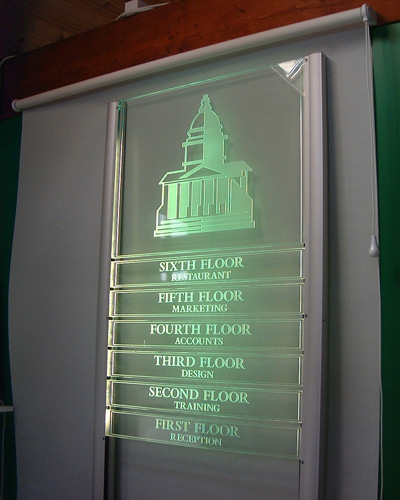 SIXTH FLOOR
RESTAURANT
FIFTH FLOOR
MARKETING
FOURTH FLOOR
ACCOUNTS
THIRD FLOOR
DESIGN
SECOND FLOOR
TRAINING
FIRST FLOOR
RECEPTION